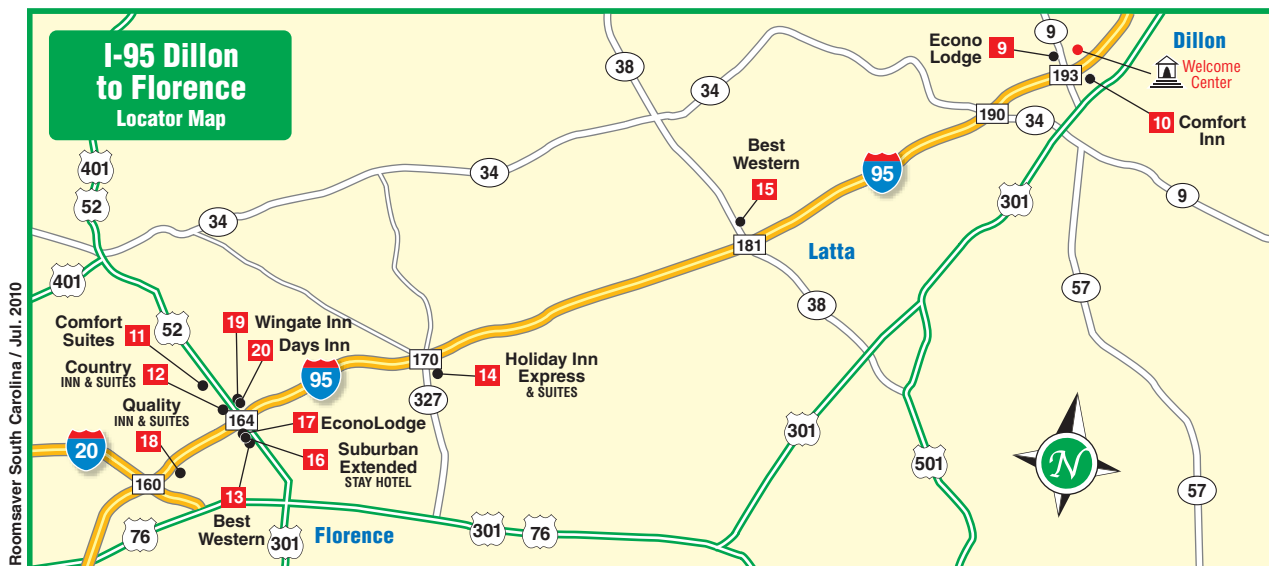 I-95 Dillon
to Florence
Locator Map
Roomsaver South Carolina / Jul. 2010
9
Dillon
Econo
Lodge
9
193
Welcome
Center
10
Comfort
Inn
38
34
190
34
401
52
34
34
Best
Western
15
95
301
9
181
Latta
401
38
57
52
Comfort
Suites
11
19
Wingate Inn
20
Days Inn
Country
INN & SUITES
12
95
170
14
Holiday Inn
Express
& SUITES
327
Quality
INN & SUITES
18
164
17
EconoLodge
16
Suburban
Extended
STAY HOTEL
301
20
160
501
N
57
13
Best
Western
76
301
Florence
301
76